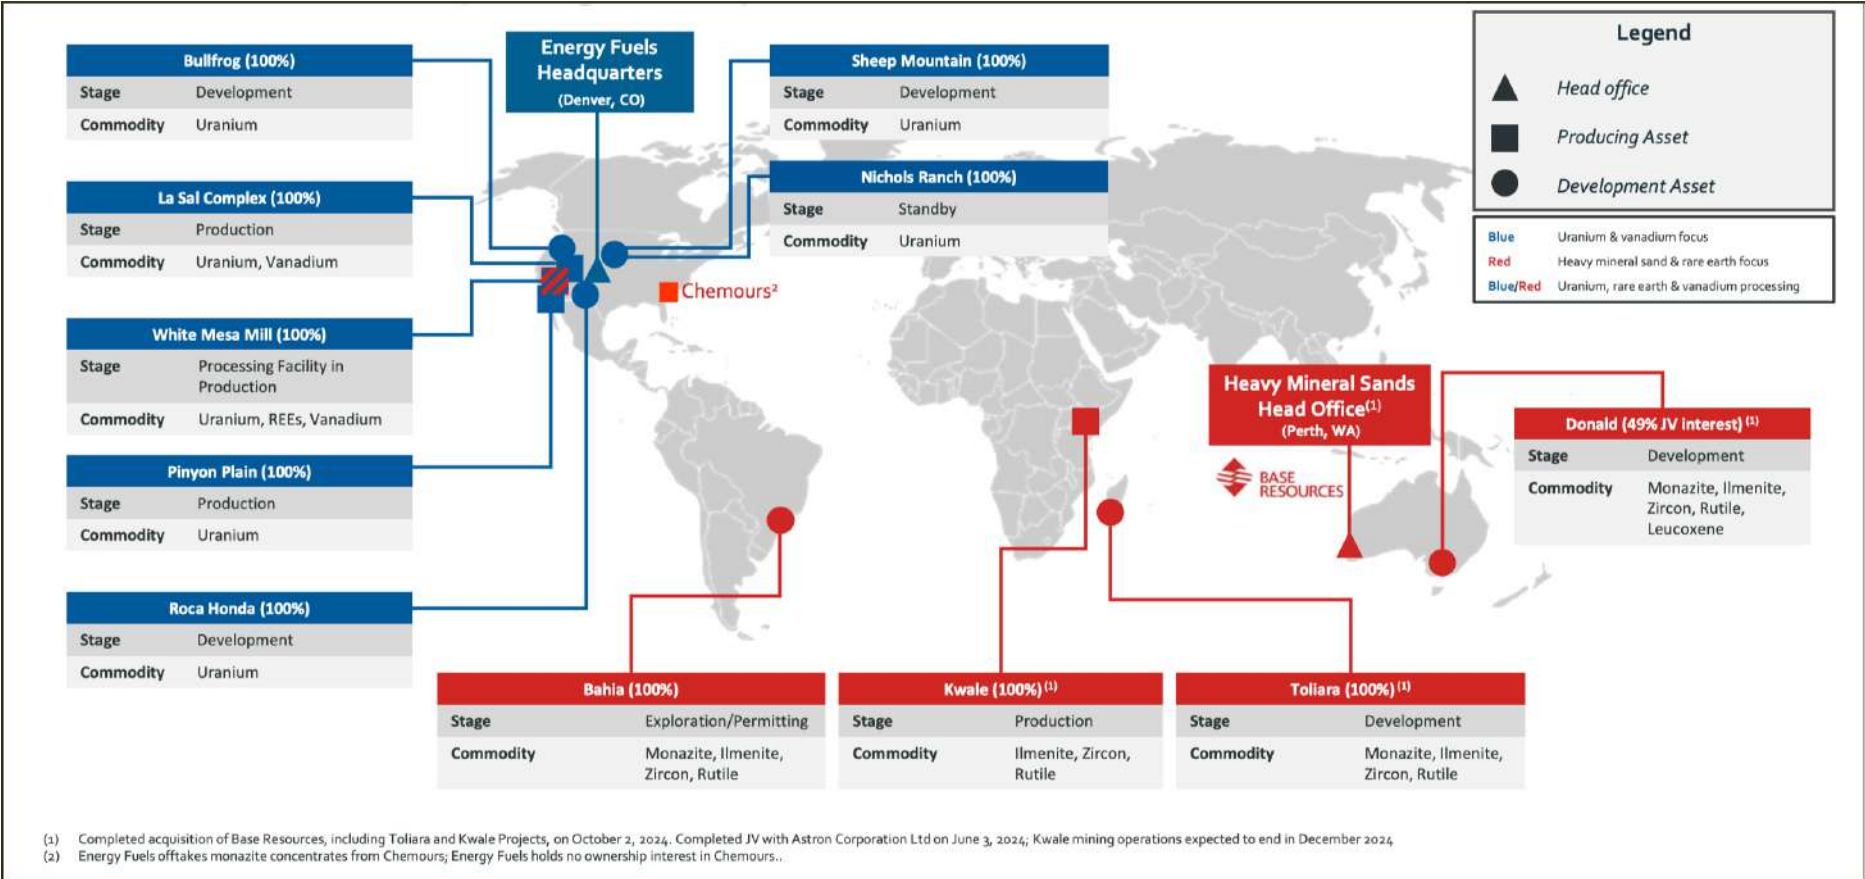 Bullfrog (100%)
Stage Development
Commodity Uranium
La Sal Complex (100%)
Stage Production
Commodity Uranium, Vanadium
White Mesa Mill (100%)
Stage Processing Facility in
Production
Commodity Uranium, REEs, Vanadium
Pinyon Plain (100%)
Stage Production
Commodity Uranium
Roca Honda (100%)
Stage Development
Commodity Uranium
Energy Fuels
Headquarters
(Denver, CO)
Sheep Mountain (100%)
Stage Development
Commodity Uranium
Nichols Ranch (100%)
Stage Standby
Commodity Uranium
Chemours²
Legend
Head office
Producing Asset
Development Asset
Blue Uranium & vanadium focus
Red Heavy mineral sand & rare earth focus
Blue/Red Uranium, rare earth & vanadium processing
Heavy Mineral Sands
Head Office⁽¹⁾
(Perth, WA)
BASE
RESOURCES
Donald (49% JV interest) ⁽¹⁾
Stage Development
Commodity Monazite, Ilmenite,
Zircon, Rutile,
Leucoxene
Bahia (100%)
Stage Exploration/Permitting
Commodity Monazite, Ilmenite,
Zircon, Rutile
Kwale (100%) ⁽¹⁾
Stage Production
Commodity Ilmenite, Zircon,
Rutile
Toliara (100%) ⁽¹⁾
Stage Development
Commodity Monazite, Ilmenite,
Zircon, Rutile
(1) Completed acquisition of Base Resources, including Toliara and Kwale Projects, on October 2, 2024. Completed JV with Astron Corporation Ltd on June 3, 2024; Kwale mining operations expected to end in December 2024
(2) Energy Fuels offtakes monazite concentrates from Chemours; Energy Fuels holds no ownership interest in Chemours..